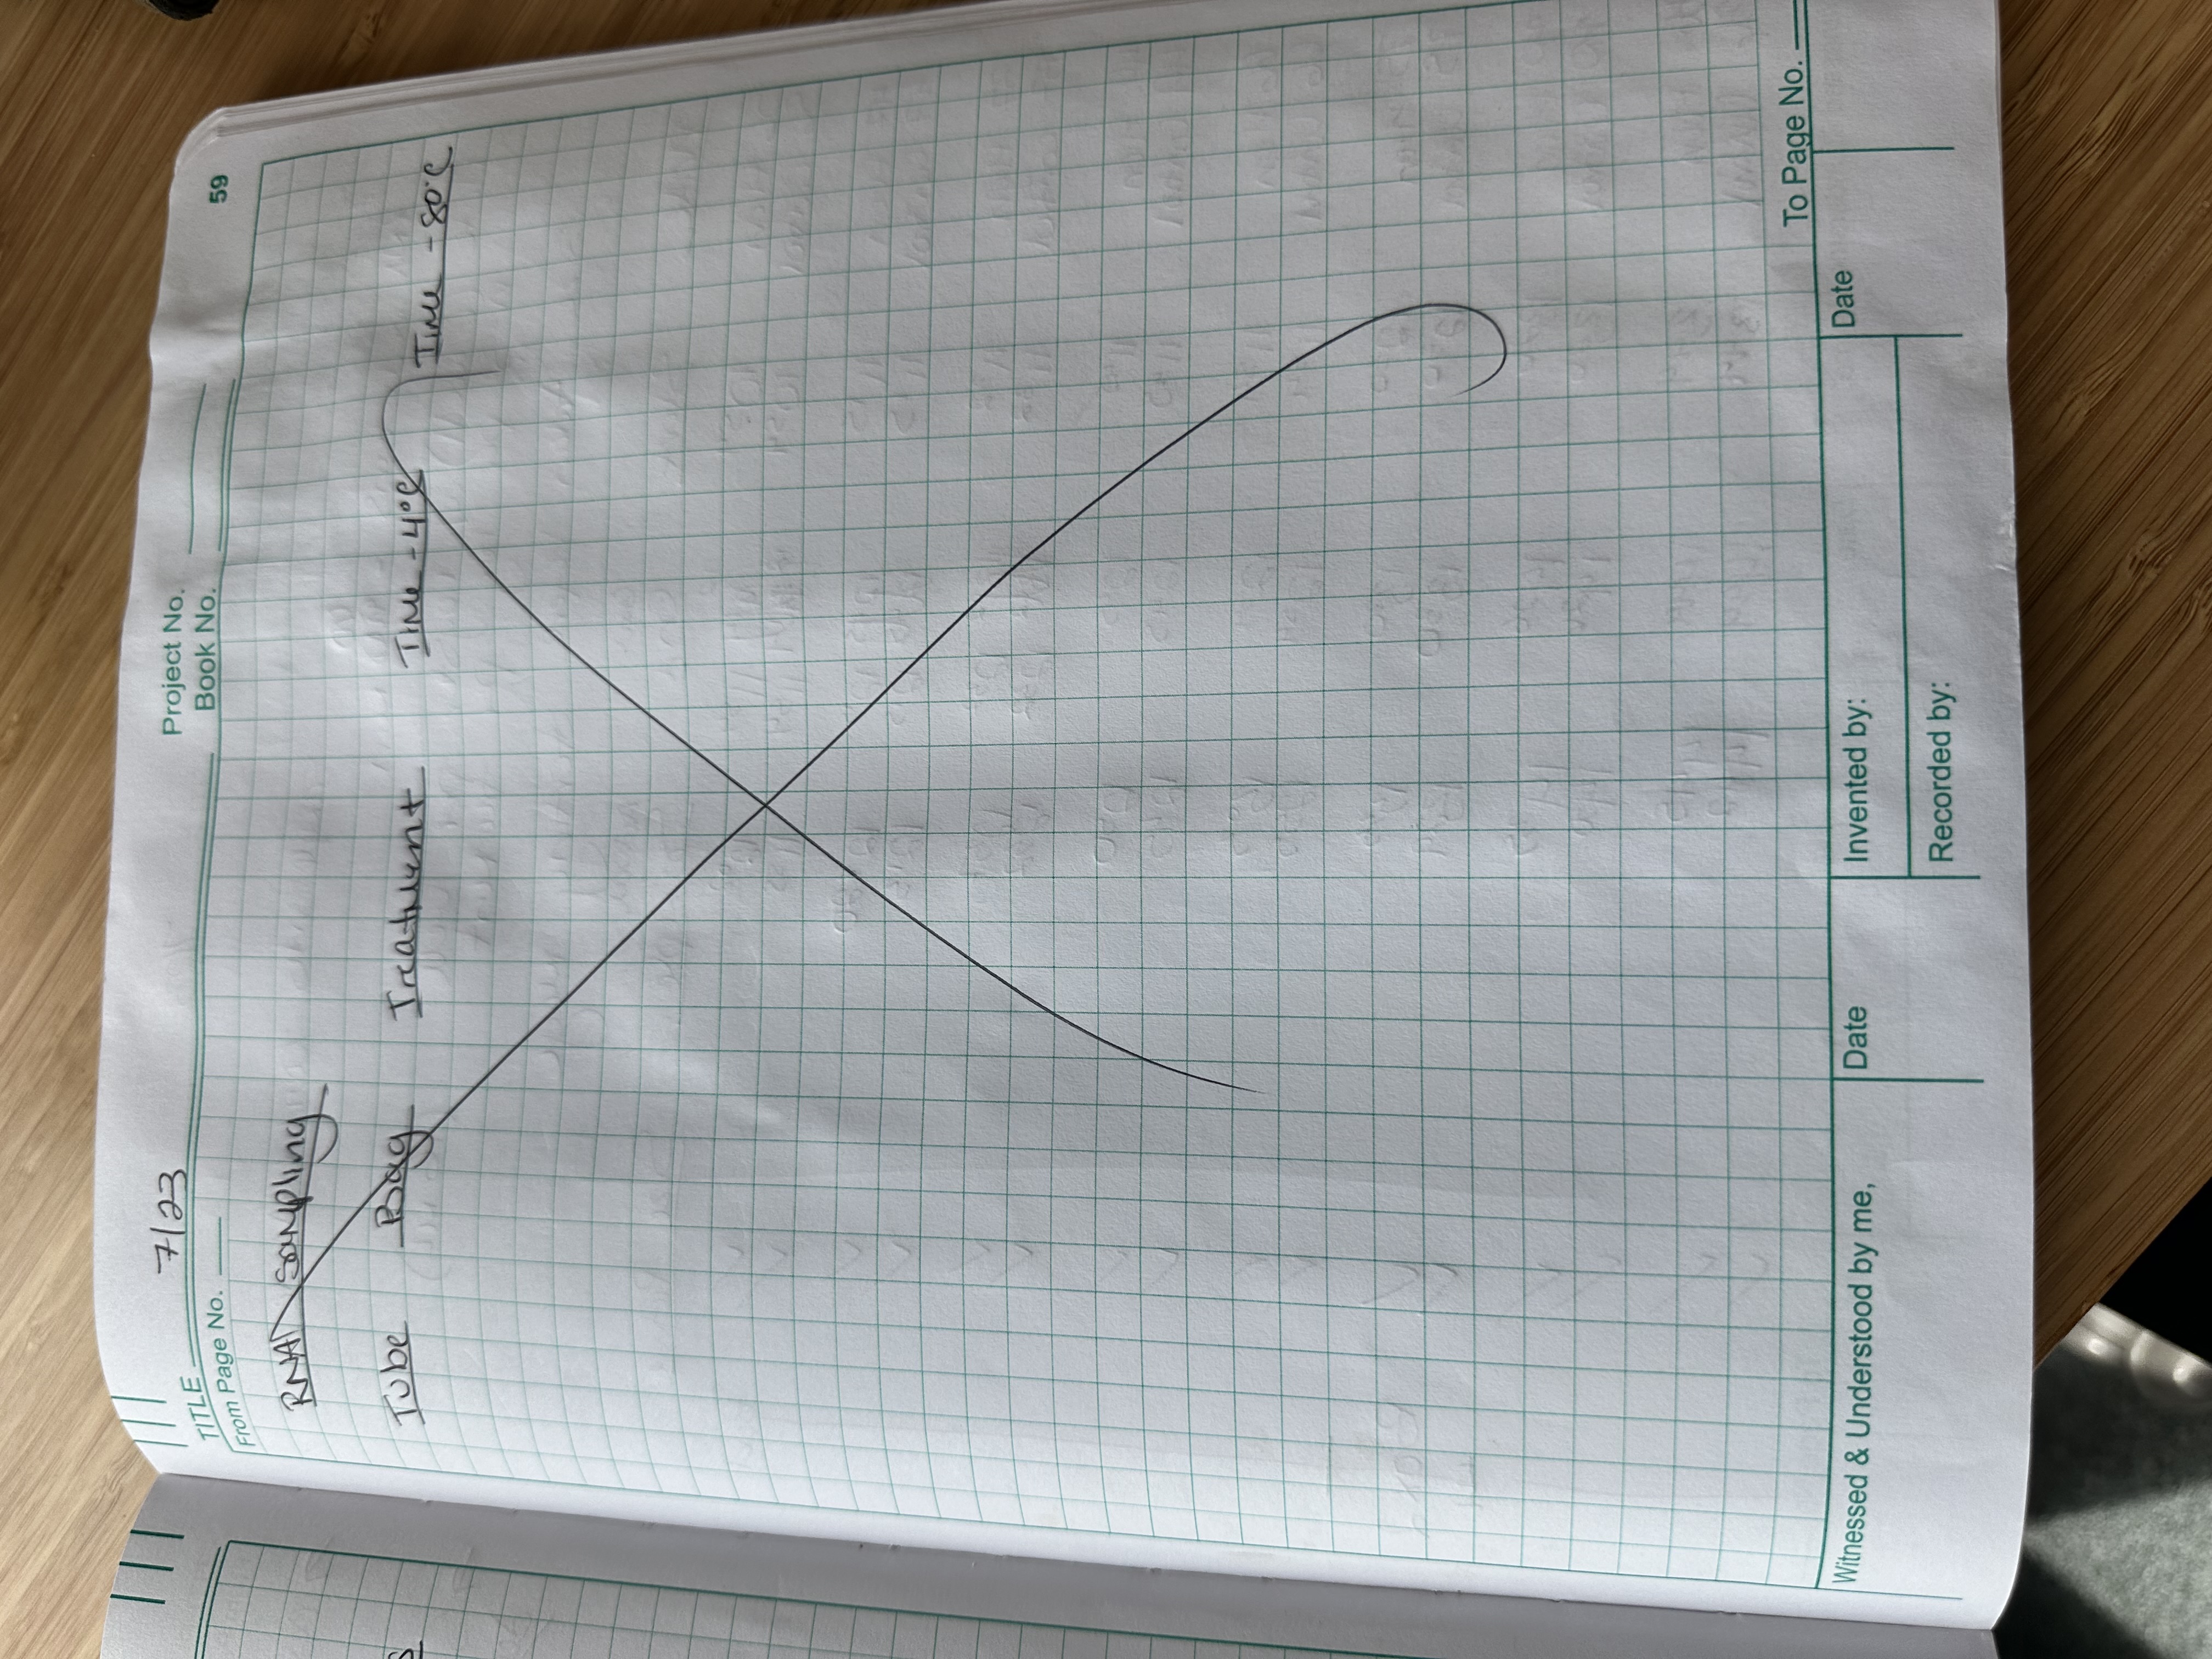 7/23
TITLE
Project No.
Book No.
59
From Page No.
RNA sampling
Tube Bag Treatment Time - 4°C Time - 80°C
To Page No.
Witnessed & Understood by me,
Date
Invented by:
Date
Recorded by: